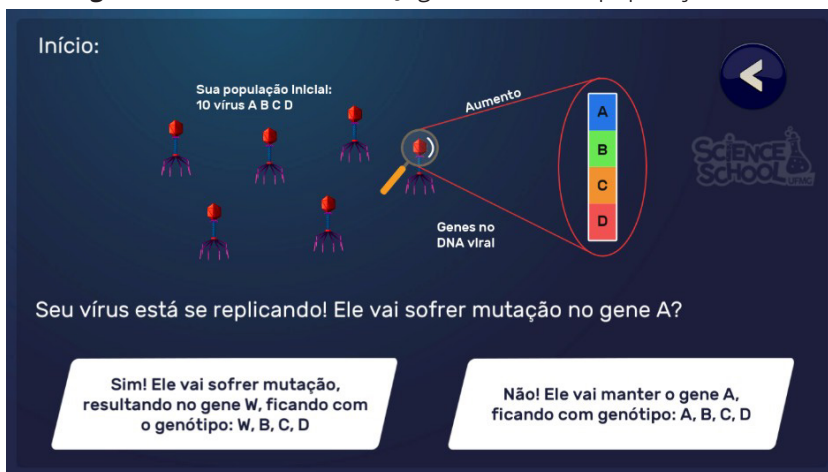 Início:
Sua população inicial:
10 vírus A B C D
Aumento
A
B
C
D
Genes no
DNA viral
SCIENCE
SCHOOL UFMG
Seu vírus está se replicando! Ele vai sofrer mutação no gene A?
Sim! Ele vai sofrer mutação,
resultando no gene W, ficando com
o genótipo: W, B, C, D
Não! Ele vai manter o gene A,
ficando com genótipo: A, B, C, D